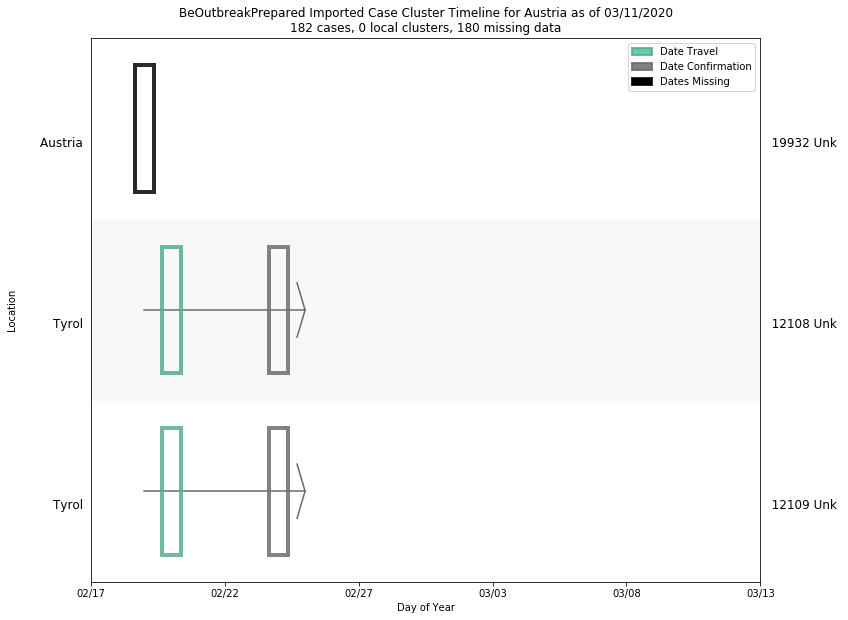 BeOutbreakPrepared Imported Case Cluster Timeline for Austria as of 03/11/2020
182 cases, 0 local clusters, 180 missing data
Date Travel
Date Confirmation
Dates Missing
Austria
19932 Unk
Location
Tyrol
12108 Unk
Tyrol
12109 Unk
02/17
02/22
02/27
03/03
03/08
03/13
Day of Year